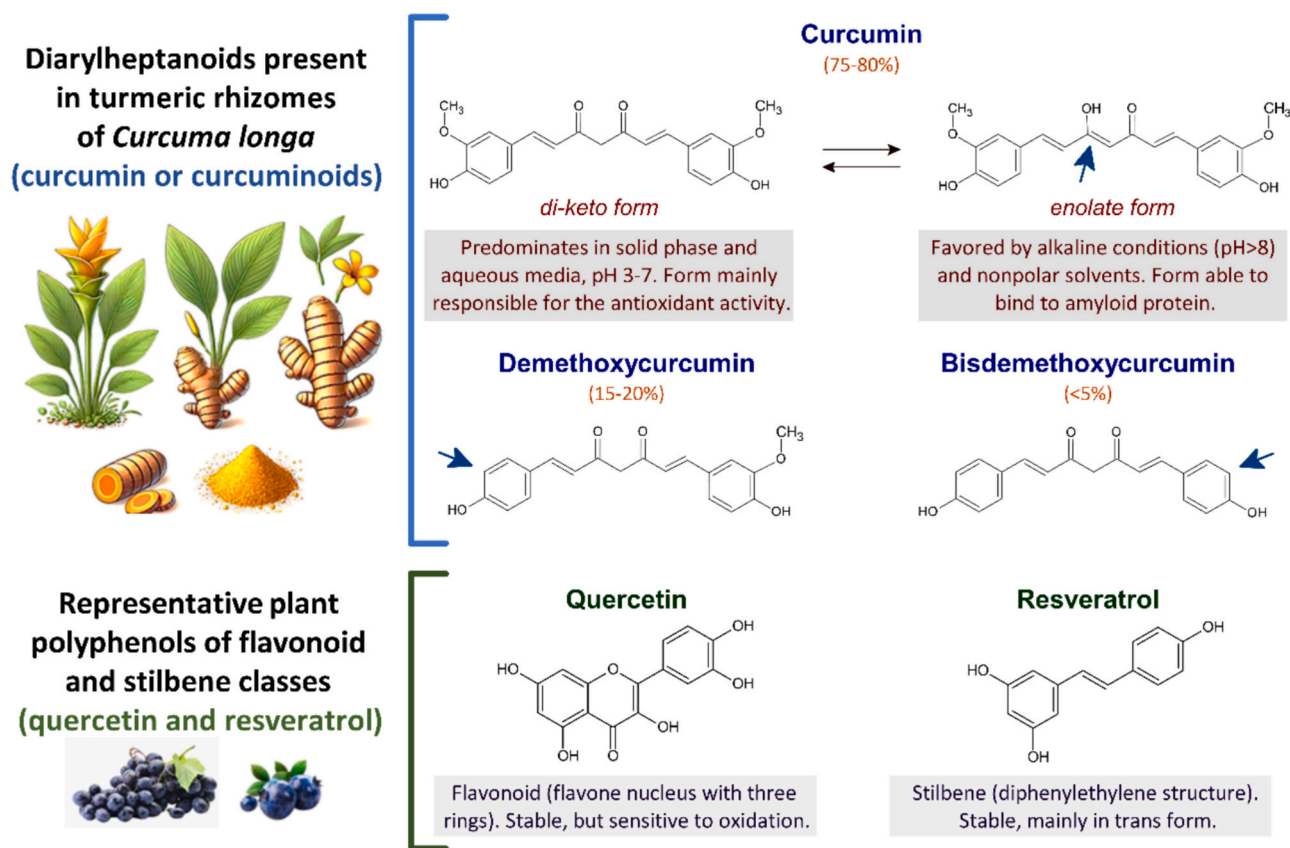 Diarylheptanoids present
in turmeric rhizomes
of Curcuma longa
(curcumin or curcuminoids)
Curcumin
(75-80%)
CH₃
O
O
O
CH₃
O
HO
OH
di-keto form
Predominates in solid phase and
aqueous media, pH 3-7. Form mainly
responsible for the antioxidant activity.
CH₃
O
OH
O
CH₃
O
HO
OH
enolate form
Favored by alkaline conditions (pH>8)
and nonpolar solvents. Form able to
bind to amyloid protein.
Demethoxycurcumin
(15-20%)
O
O
CH₃
O
HO
OH
Bisdemethoxycurcumin
(<5%)
O
O
HO
OH
Representative plant
polyphenols of flavonoid
and stilbene classes
(quercetin and resveratrol)
Quercetin
OH
HO
O
OH
OH
OH
O
Flavonoid (flavone nucleus with three
rings). Stable, but sensitive to oxidation.
Resveratrol
OH
HO
OH
Stilbene (diphenylethylene structure).
Stable, mainly in trans form.